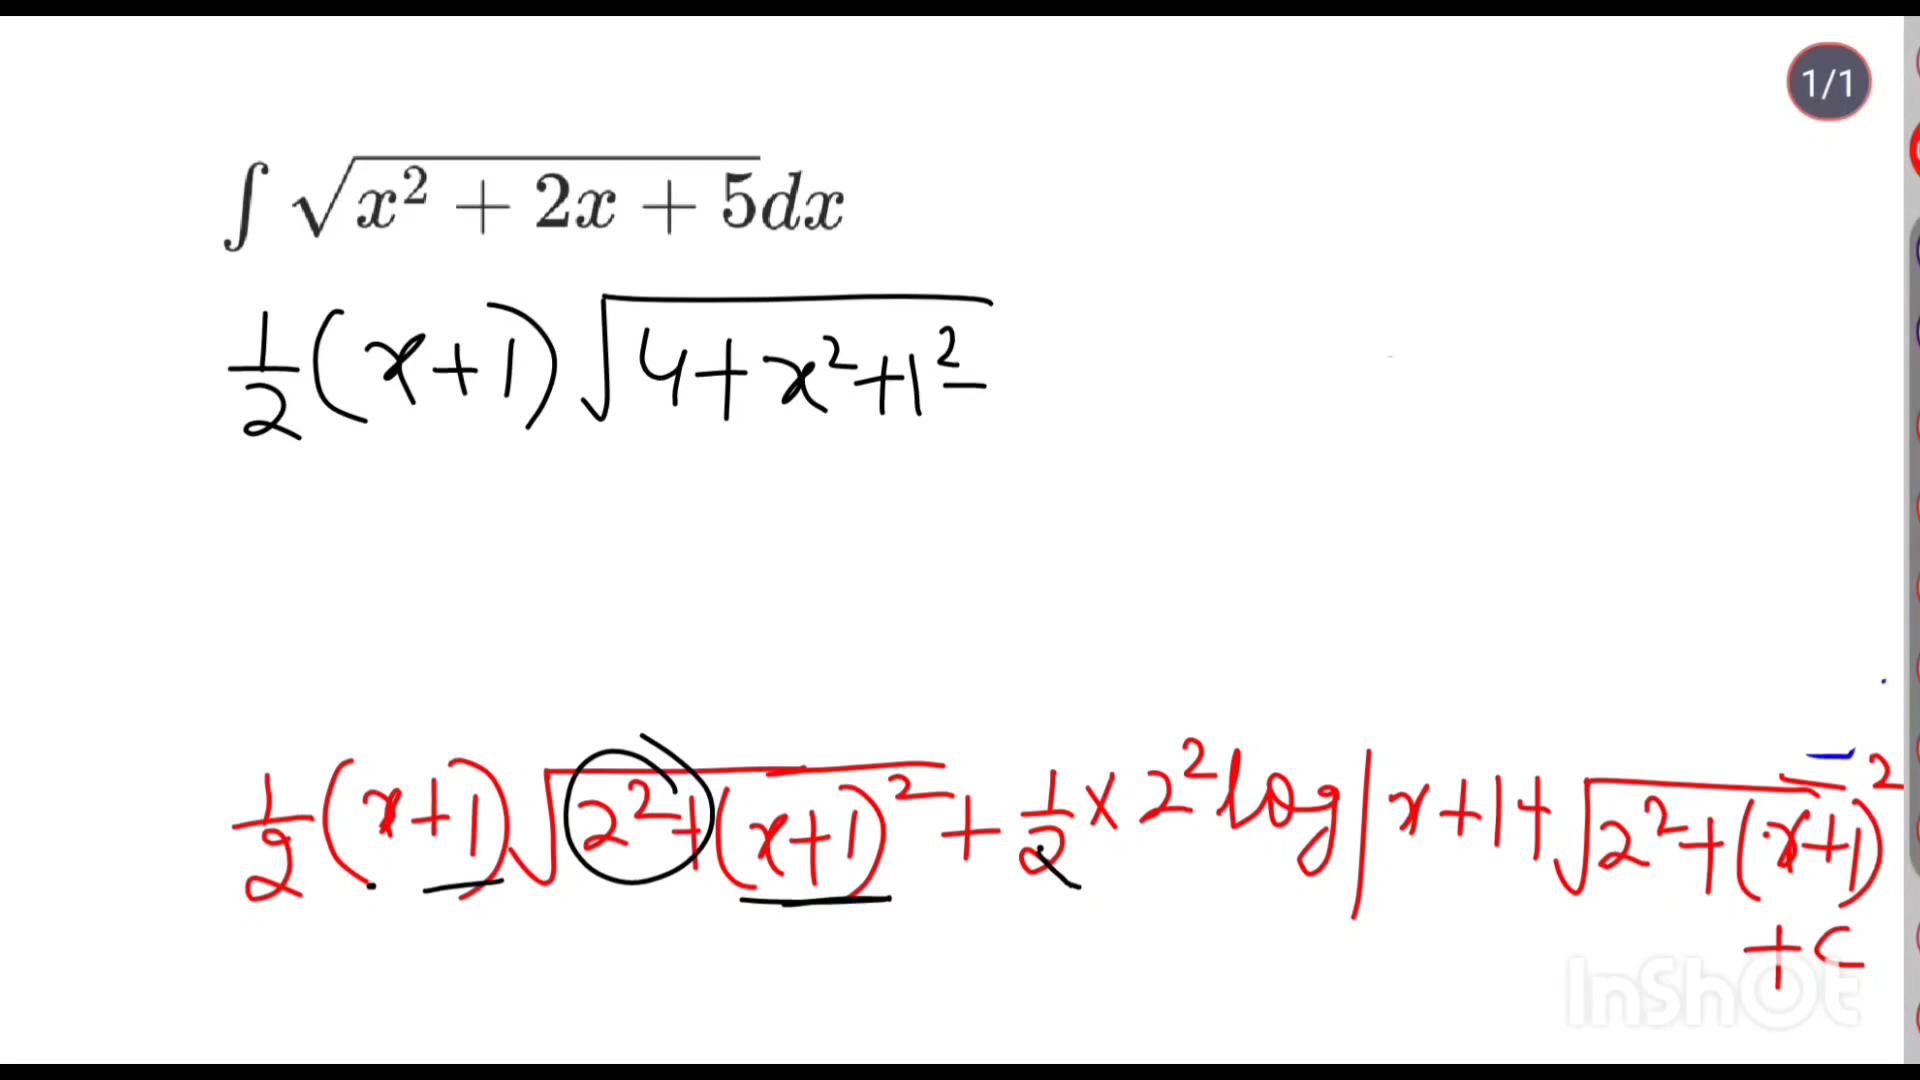 1/1
∫ √(x² + 2x + 5) dx
1/2 (x+1) √(4+x²+1²
1/2 (x+1) √(2²+(x+1)²) + 1/2 × 2² log|x+1+√(2²+(x+1)²)
+C
InShOt